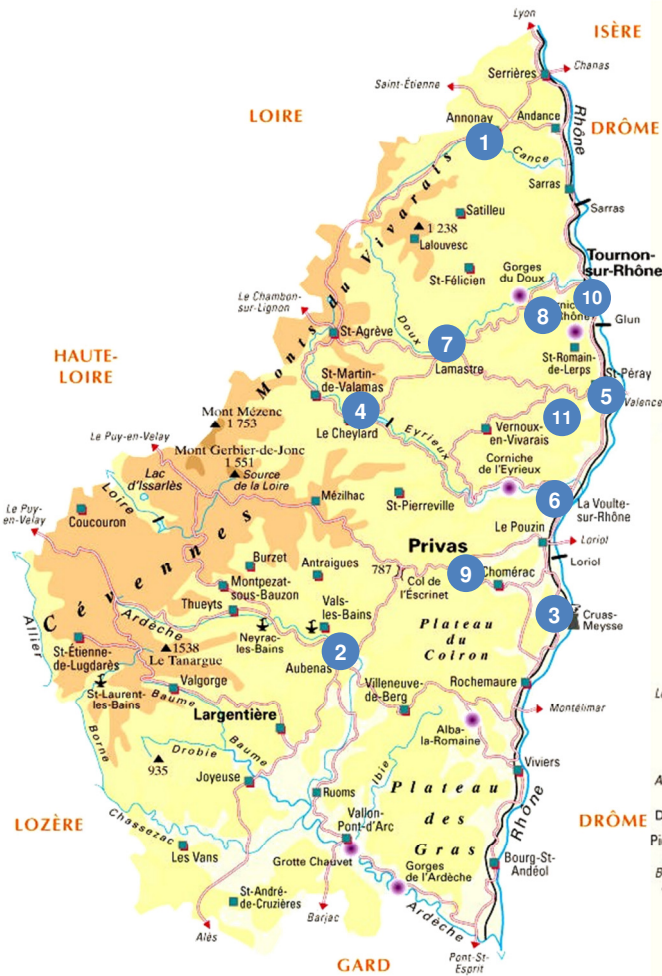 Lyon
ISÈRE
Serrières
Chanas
Saint-Étienne
LOIRE
Annonay
Andance
Rhône
DRÔME
1
Cance
Sarras
Sarras
Satilleu
1 238
Lalouvesc
Monts du Vivarais
St-Félicien
Gorges
du Doux
Tournon-
sur-Rhône
10
Le Chambon-
sur-Lignon
8
Rhône
Glun
St-Agrève
Doux
7
Lamastre
St-Romain-
de-Lerps
HAUTE-
LOIRE
St-Martin-
de-Valamas
St-Péray
5
Valence
4
Le Cheylard
11
Mont Mézenc
1 753
Vernoux-
en-Vivarais
Eyrieux
Le Puy-en-Velay
Mont Gerbier-de-Jonc
1 551
Source
de la Loire
Corniche
de l'Eyrieux
Lac
d'Issarlès
Loire
Mézilhac
St-Pierreville
6
La Voulte-
sur-Rhône
Le Puy-
en-Velay
Coucouron
Le Pouzin
Loriol
Privas
Loriol
Burzet
Antraigues
787
Col de
l'Escrinet
9
Chomérac
Montpezat-
sous-Bauzon
Cévennes
Thueyts
Vals-
les-Bains
Plateau
du
Coiron
3
Cruas-
Meysse
Allier
Ardèche
Neyrac-
les-Bains
St-Étienne-
de-Lugdarès
1538
Le Tanargue
2
Aubenas
St-Laurent-
les-Bains
Valgorge
Villeneuve-
de-Berg
Rochemaure
Baume
Montélimar
Borne
Largentière
Alba-
la-Romaine
Drobie
Baume
Ibie
935
Joyeuse
Viviers
Ruoms
Plateau
des
Gras
Rhône
LOZÈRE
Chassezac
Vallon-
Pont-d'Arc
DRÔME
Les Vans
Grotte Chauvet
Gorges
de l'Ardèche
Bourg-St-
Andéol
St-André-
de-Cruzières
Ardèche
Alès
Barjac
Pont-St-
Esprit
GARD